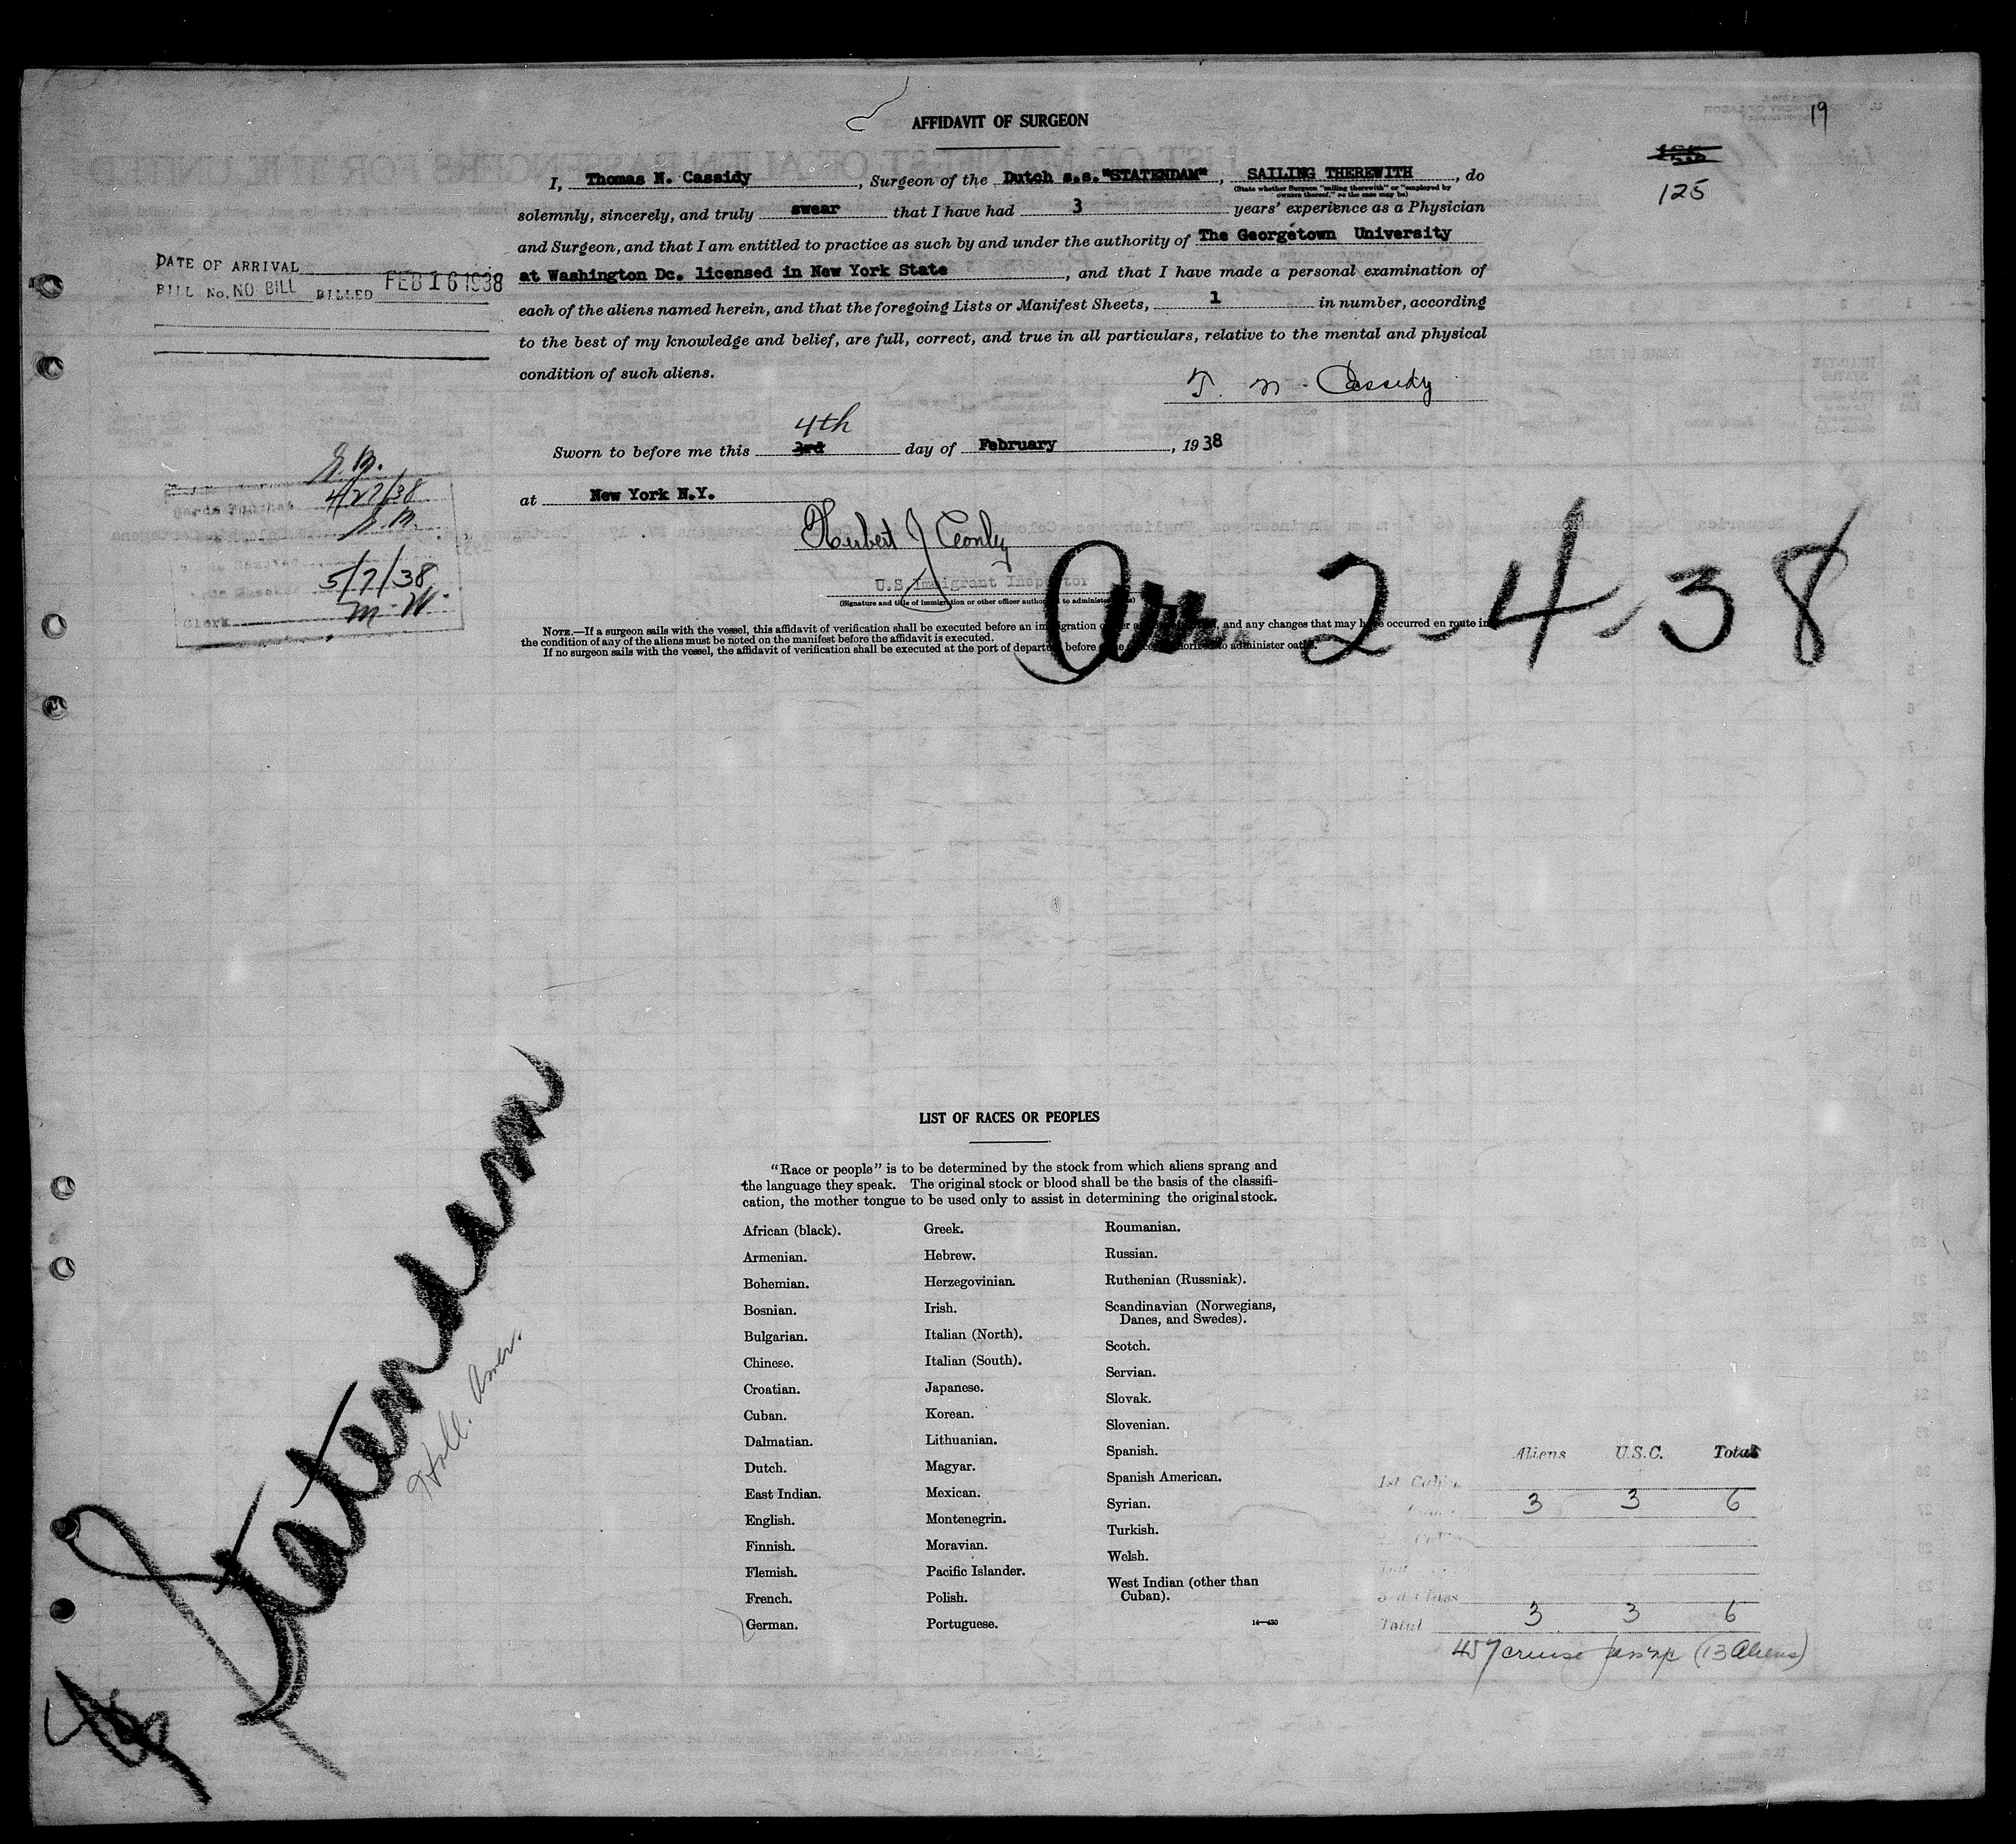 19
AFFIDAVIT OF SURGEON
125
I, Thomas N. Cassidy, Surgeon of the Dutch s.s. "STATENDAM", SAILING THEREWITH, do
(State whether Surgeon "sailing therewith" or "employed by
owners thereof," as the case may be)
solemnly, sincerely, and truly swear that I have had 3 years' experience as a Physician
and Surgeon, and that I am entitled to practice as such by and under the authority of The Georgetown University
at Washington Dc. licensed in New York State, and that I have made a personal examination of
each of the aliens named herein, and that the foregoing Lists or Manifest Sheets, 1 in number, according
to the best of my knowledge and belief, are full, correct, and true in all particulars, relative to the mental and physical
condition of such aliens.
T. N. Cassidy
DATE OF ARRIVAL
BILL No. NO BILL BILLED FEB 16 1938
4th
Sworn to before me this 3rd day of February, 1938
at New York N.Y.
Herbert J Conley
U.S. Immigrant Inspector
(Signature and title of immigration or other officer authorized to administer oaths)
4/27/38
5/7/38
M.W.
Clerk
Arr 2-4-38
NOTE.—If a surgeon sails with the vessel, this affidavit of verification shall be executed before an immigration officer and any changes that may have occurred en route in
the condition of any of the aliens must be noted on the manifest before the affidavit is executed.
If no surgeon sails with the vessel, the affidavit of verification shall be executed at the port of departure before authorized to administer oaths.
Statendam
Holl. Amer.
LIST OF RACES OR PEOPLES
"Race or people" is to be determined by the stock from which aliens sprang and
the language they speak. The original stock or blood shall be the basis of the classifi-
cation, the mother tongue to be used only to assist in determining the original stock.
African (black).
Armenian.
Bohemian.
Bosnian.
Bulgarian.
Chinese.
Croatian.
Cuban.
Dalmatian.
Dutch.
East Indian.
English.
Finnish.
Flemish.
French.
German.
Greek.
Hebrew.
Herzegovinian.
Irish.
Italian (North).
Italian (South).
Japanese.
Korean.
Lithuanian.
Magyar.
Mexican.
Montenegrin.
Moravian.
Pacific Islander.
Polish.
Portuguese.
Roumanian.
Russian.
Ruthenian (Russniak).
Scandinavian (Norwegians,
Danes, and Swedes).
Scotch.
Servian.
Slovak.
Slovenian.
Spanish.
Spanish American.
Syrian.
Turkish.
Welsh.
West Indian (other than
Cuban).
14—430
Aliens U.S.C. Total
1st Cabin
3 3 6
3rd Class
Total 3 3 6
457 cruise (13 Aliens)